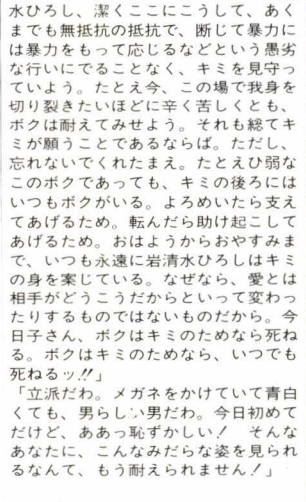 水ひろし、潔くここにこうして、あく
までも無抵抗の抵抗で、断じて暴力に
は暴力をもって応じるなどという愚劣
な行いにでることなく、キミを見守っ
ていよう。たとえ今、この場で我身を
切り裂きたいほどに辛く苦しくとも、
ボクは耐えてみせよう。それも総てキ
ミが願うことであるならば。ただし、
忘れないでくれたまえ。たとえひ弱な
このボクであっても、キミの後ろには
いつもボクがいる。よろめいたら支え
てあげるため。転んだら助け起こして
あげるため。おはようからおやすみま
で、いつも永遠に岩清水ひろしはキミ
の身を案じている。なぜなら、愛とは
相手がどうこうだからといって変わっ
たりするものではないものだから。今
日子さん、ボクはキミのためなら死ね
る。ボクはキミのためなら、いつでも
死ねるッ!!」
「立派だわ。メガネをかけていて青白
くても、男らしい男だわ。今日初めて
だけど、ああっ恥ずかしい!　そんな
あなたに、こんなみだらな姿を見られ
るなんて、もう耐えられません!」